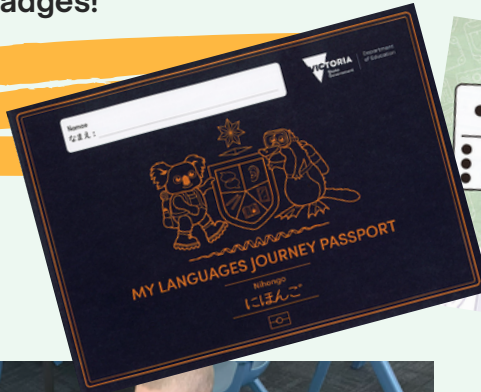 adges!
VICTORIA
State
Government
Department
of Education
Namae
なまえ:
MY LANGUAGES JOURNEY PASSPORT
Nihongo
にほんご